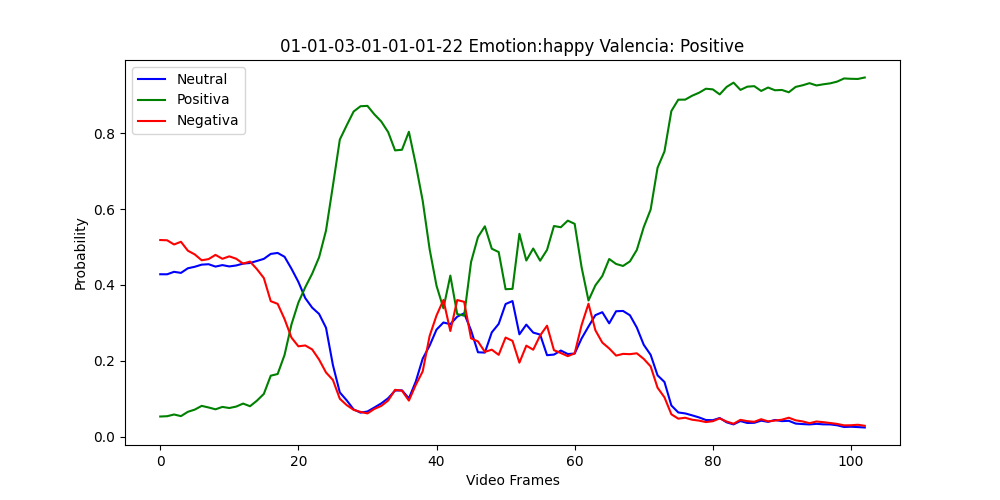 01-01-03-01-01-01-22 Emotion:happy Valencia: Positive
Neutral
Positiva
Negativa
Probability
0.8
0.6
0.4
0.2
0.0
0 20 40 60 80 100
Video Frames